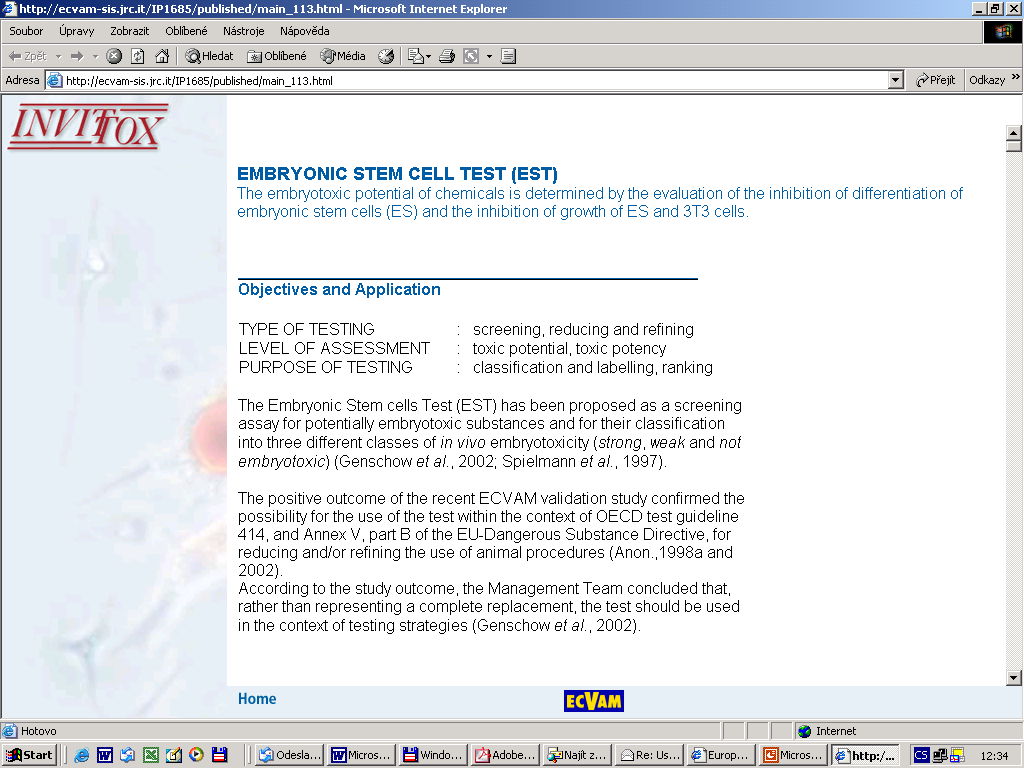 http://ecvam-sis.jrc.it/IP1685/published/main_113.html - Microsoft Internet Explorer
Soubor Úpravy Zobrazit Oblíbené Nástroje Nápověda
Zpět Hledat Oblíbené Média
Adresa http://ecvam-sis.jrc.it/IP1685/published/main_113.html Přejít Odkazy »
INVITTOX
EMBRYONIC STEM CELL TEST (EST)
The embryotoxic potential of chemicals is determined by the evaluation of the inhibition of differentiation of
embryonic stem cells (ES) and the inhibition of growth of ES and 3T3 cells.
Objectives and Application
TYPE OF TESTING : screening, reducing and refining
LEVEL OF ASSESSMENT : toxic potential, toxic potency
PURPOSE OF TESTING : classification and labelling, ranking
The Embryonic Stem cells Test (EST) has been proposed as a screening
assay for potentially embryotoxic substances and for their classification
into three different classes of in vivo embryotoxicity (strong, weak and not
embryotoxic) (Genschow et al., 2002; Spielmann et al., 1997).
The positive outcome of the recent ECVAM validation study confirmed the
possibility for the use of the test within the context of OECD test guideline
414, and Annex V, part B of the EU-Dangerous Substance Directive, for
reducing and/or refining the use of animal procedures (Anon.,1998a and
2002).
According to the study outcome, the Management Team concluded that,
rather than representing a complete replacement, the test should be used
in the context of testing strategies (Genschow et al., 2002).
Home ECVAM
Hotovo Internet
Start Odesla... Micros... Windo... Adobe... Najít z... Re: Us... Europ... Micros... http:/... CS 12:34